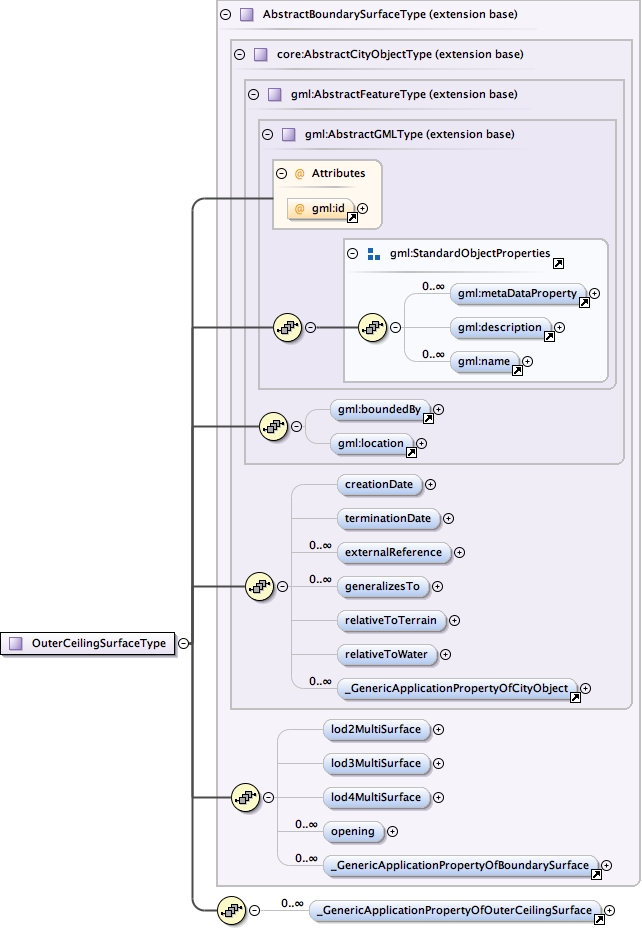 AbstractBoundarySurfaceType (extension base)
core:AbstractCityObjectType (extension base)
gml:AbstractFeatureType (extension base)
gml:AbstractGMLType (extension base)
@ Attributes
@ gml:id
gml:StandardObjectProperties
0..∞
gml:metaDataProperty
gml:description
0..∞
gml:name
gml:boundedBy
gml:location
creationDate
terminationDate
0..∞
externalReference
0..∞
generalizesTo
relativeToTerrain
OuterCeilingSurfaceType
relativeToWater
0..∞
_GenericApplicationPropertyOfCityObject
lod2MultiSurface
lod3MultiSurface
lod4MultiSurface
0..∞
opening
0..∞
_GenericApplicationPropertyOfBoundarySurface
0..∞
_GenericApplicationPropertyOfOuterCeilingSurface